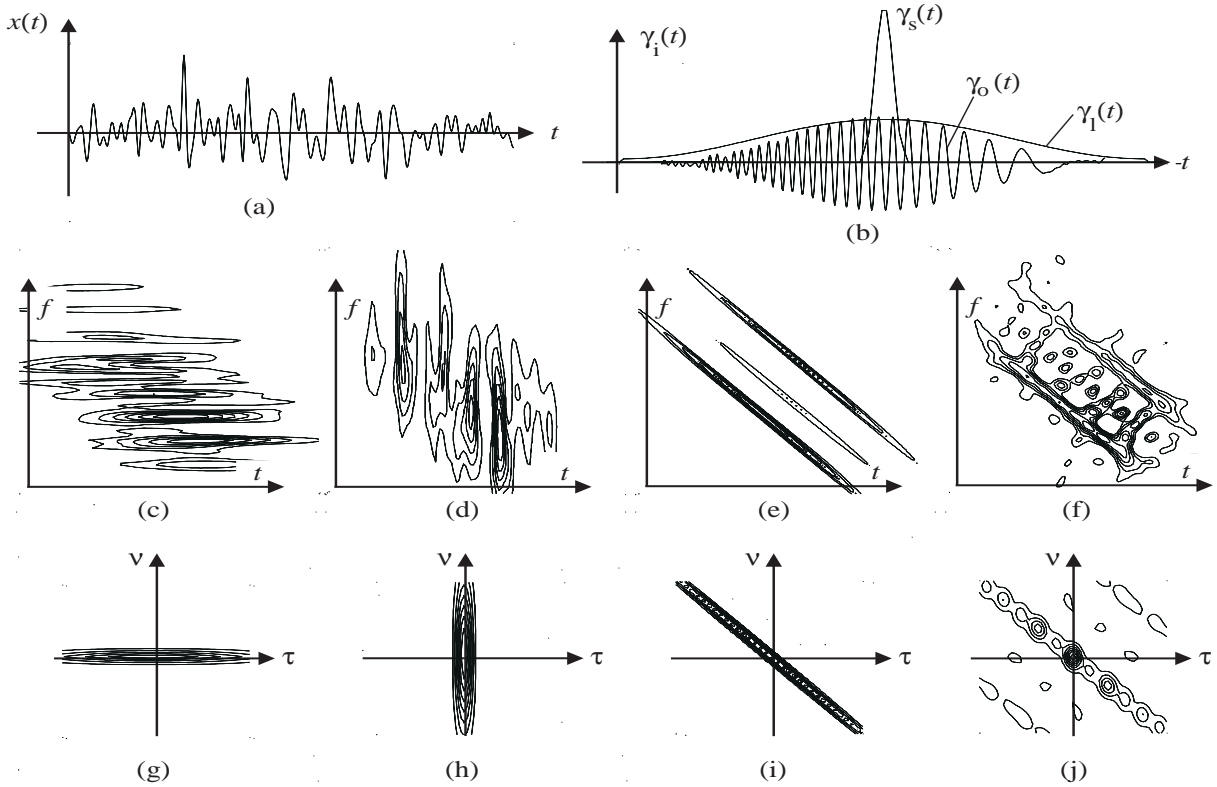 x(t)
t
(a)
γi(t)
γs(t)
γo(t)
γl(t)
-t
(b)
f
t
(c)
f
t
(d)
f
t
(e)
f
t
(f)
ν
τ
(g)
ν
τ
(h)
ν
τ
(i)
ν
τ
(j)